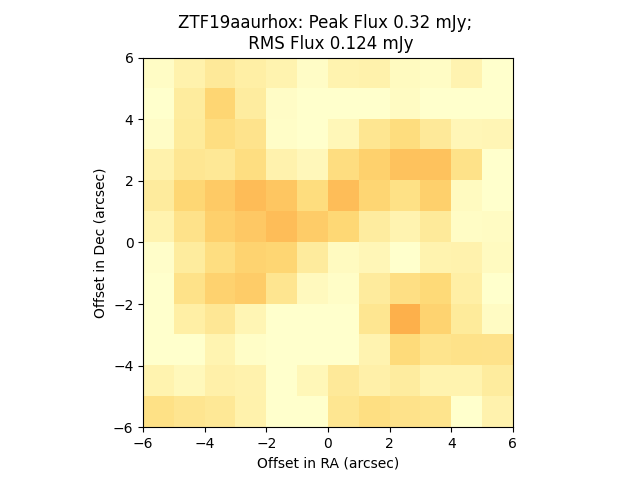 ZTF19aaurhox: Peak Flux 0.32 mJy;
RMS Flux 0.124 mJy
6
4
2
0
−2
−4
−6
Offset in Dec (arcsec)
−6 −4 −2 0 2 4 6
Offset in RA (arcsec)